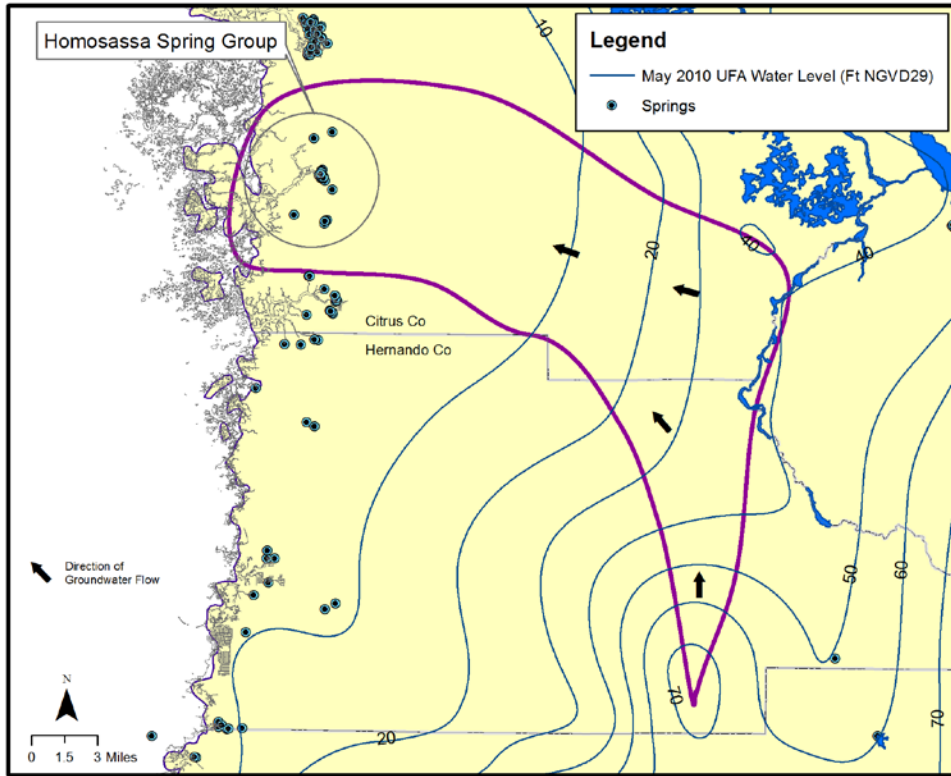 Homosassa Spring Group
Legend
May 2010 UFA Water Level (Ft NGVD29)
Springs
10
20
40
40
Citrus Co
Hernando Co
Direction of
Groundwater Flow
50
60
70
70
20
N
0 1.5 3 Miles